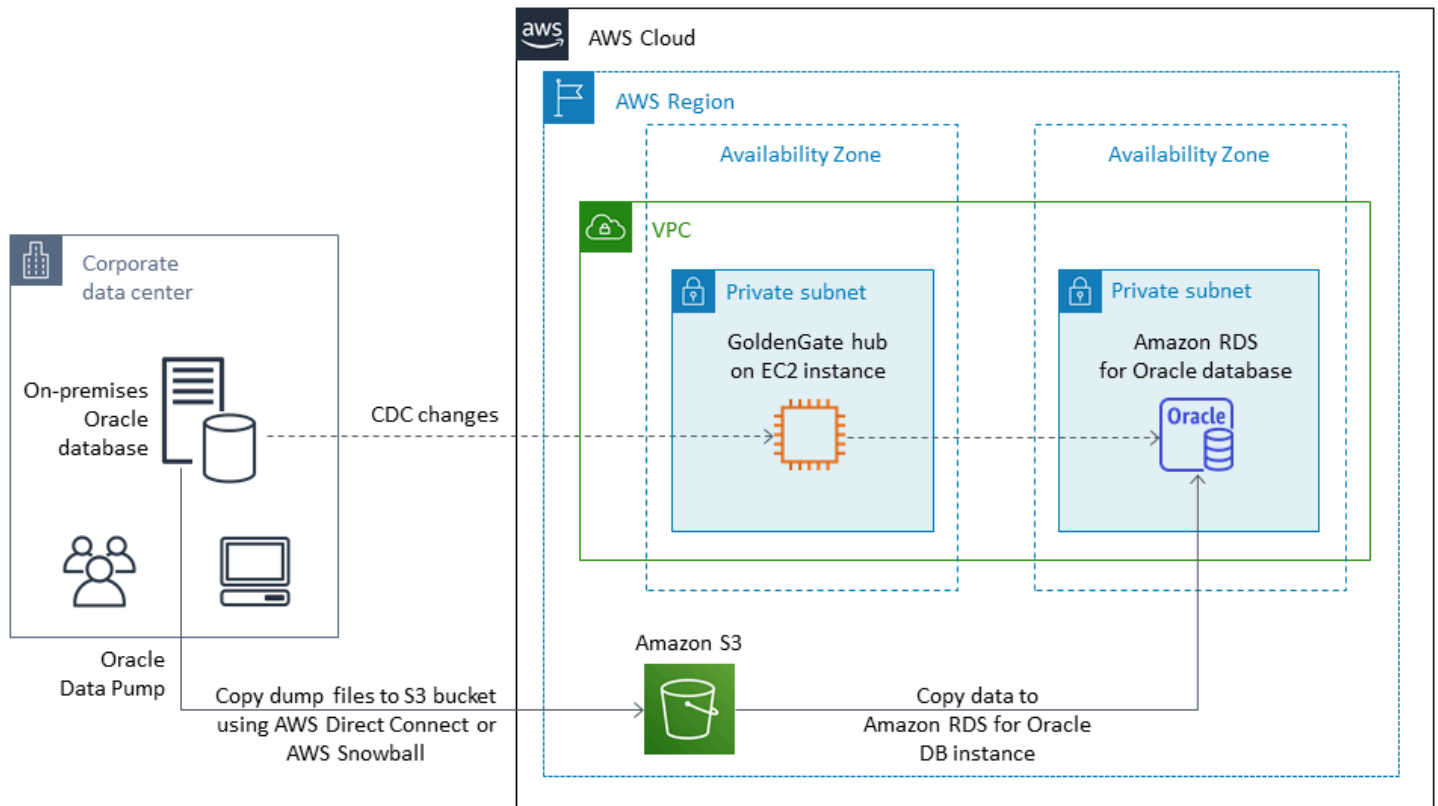 aws
AWS Cloud
AWS Region
Availability Zone
Availability Zone
VPC
Corporate
data center
Private subnet
Private subnet
GoldenGate hub
on EC2 instance
Amazon RDS
for Oracle database
On-premises
Oracle
database
CDC changes
Oracle
Amazon S3
Oracle
Data Pump
Copy dump files to S3 bucket
using AWS Direct Connect or
AWS Snowball
Copy data to
Amazon RDS for Oracle
DB instance